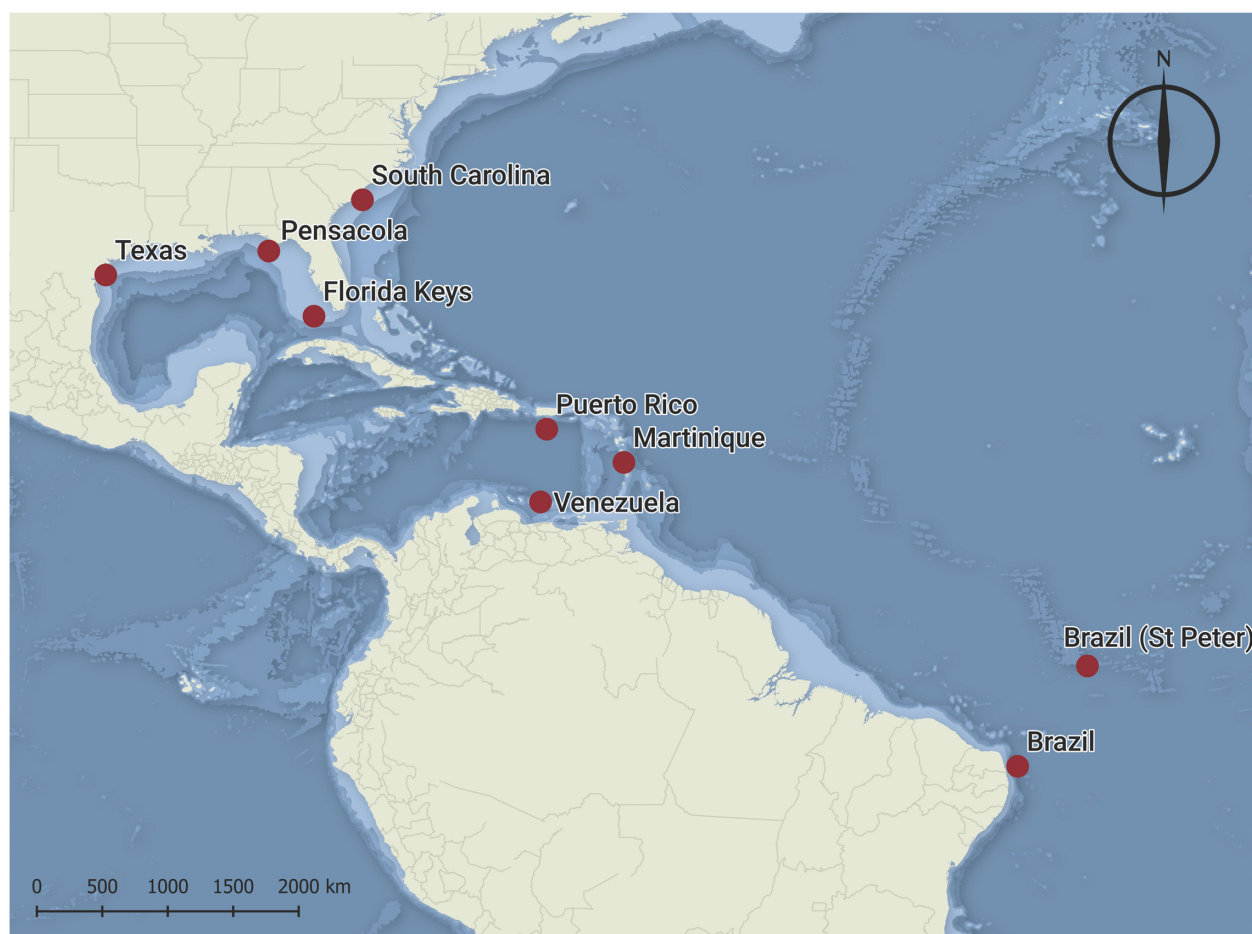 N
South Carolina
Pensacola
Texas
Florida Keys
Puerto Rico
Martinique
Venezuela
Brazil (St Peter)
Brazil
0 500 1000 1500 2000 km